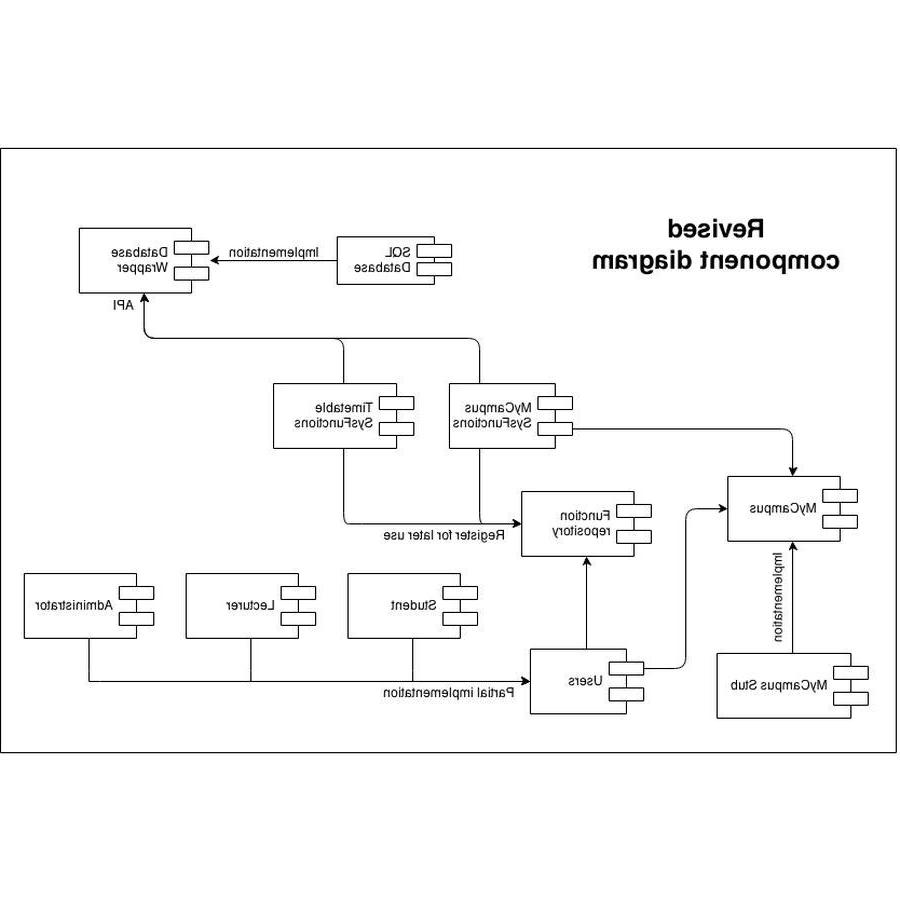 Revised
component diagram
SQL
Database
Implementation
Database
Wrapper
API
MyCampus
SysFunctions
Timetable
SysFunctions
MyCampus
Function
repository
Register for later use
Implementation
Student
Lecturer
Administrator
MyCampus Stub
Users
Partial implementation